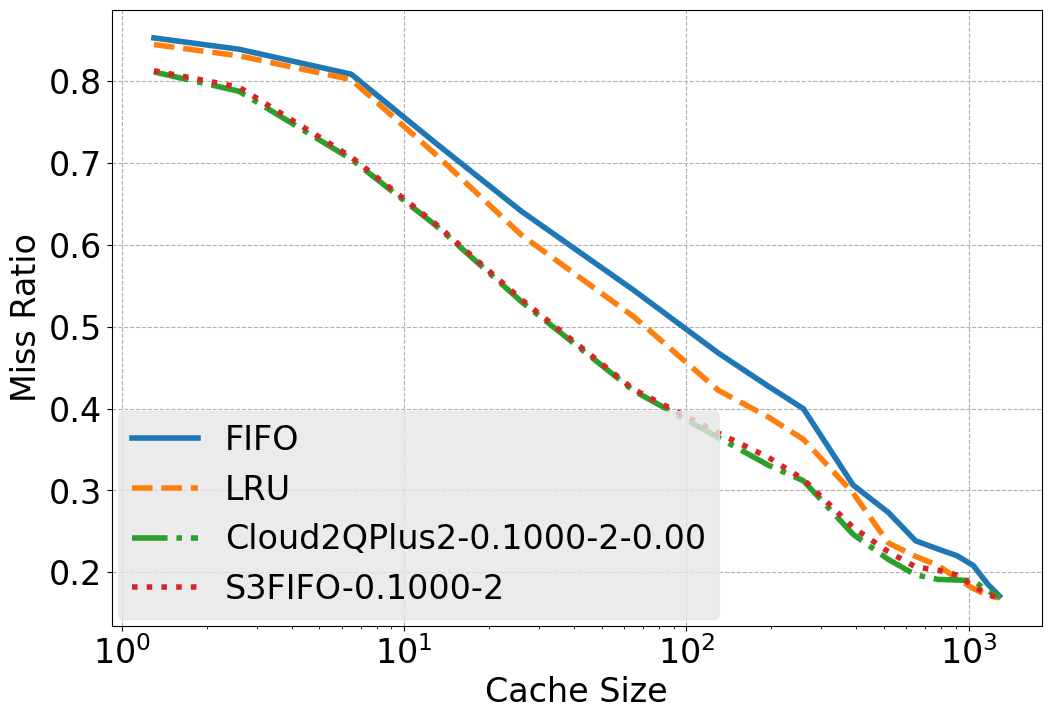 Miss Ratio
0.8
0.7
0.6
0.5
0.4
0.3
0.2
FIFO
LRU
Cloud2QPlus2-0.1000-2-0.00
S3FIFO-0.1000-2
10⁰ 10¹ 10² 10³
Cache Size